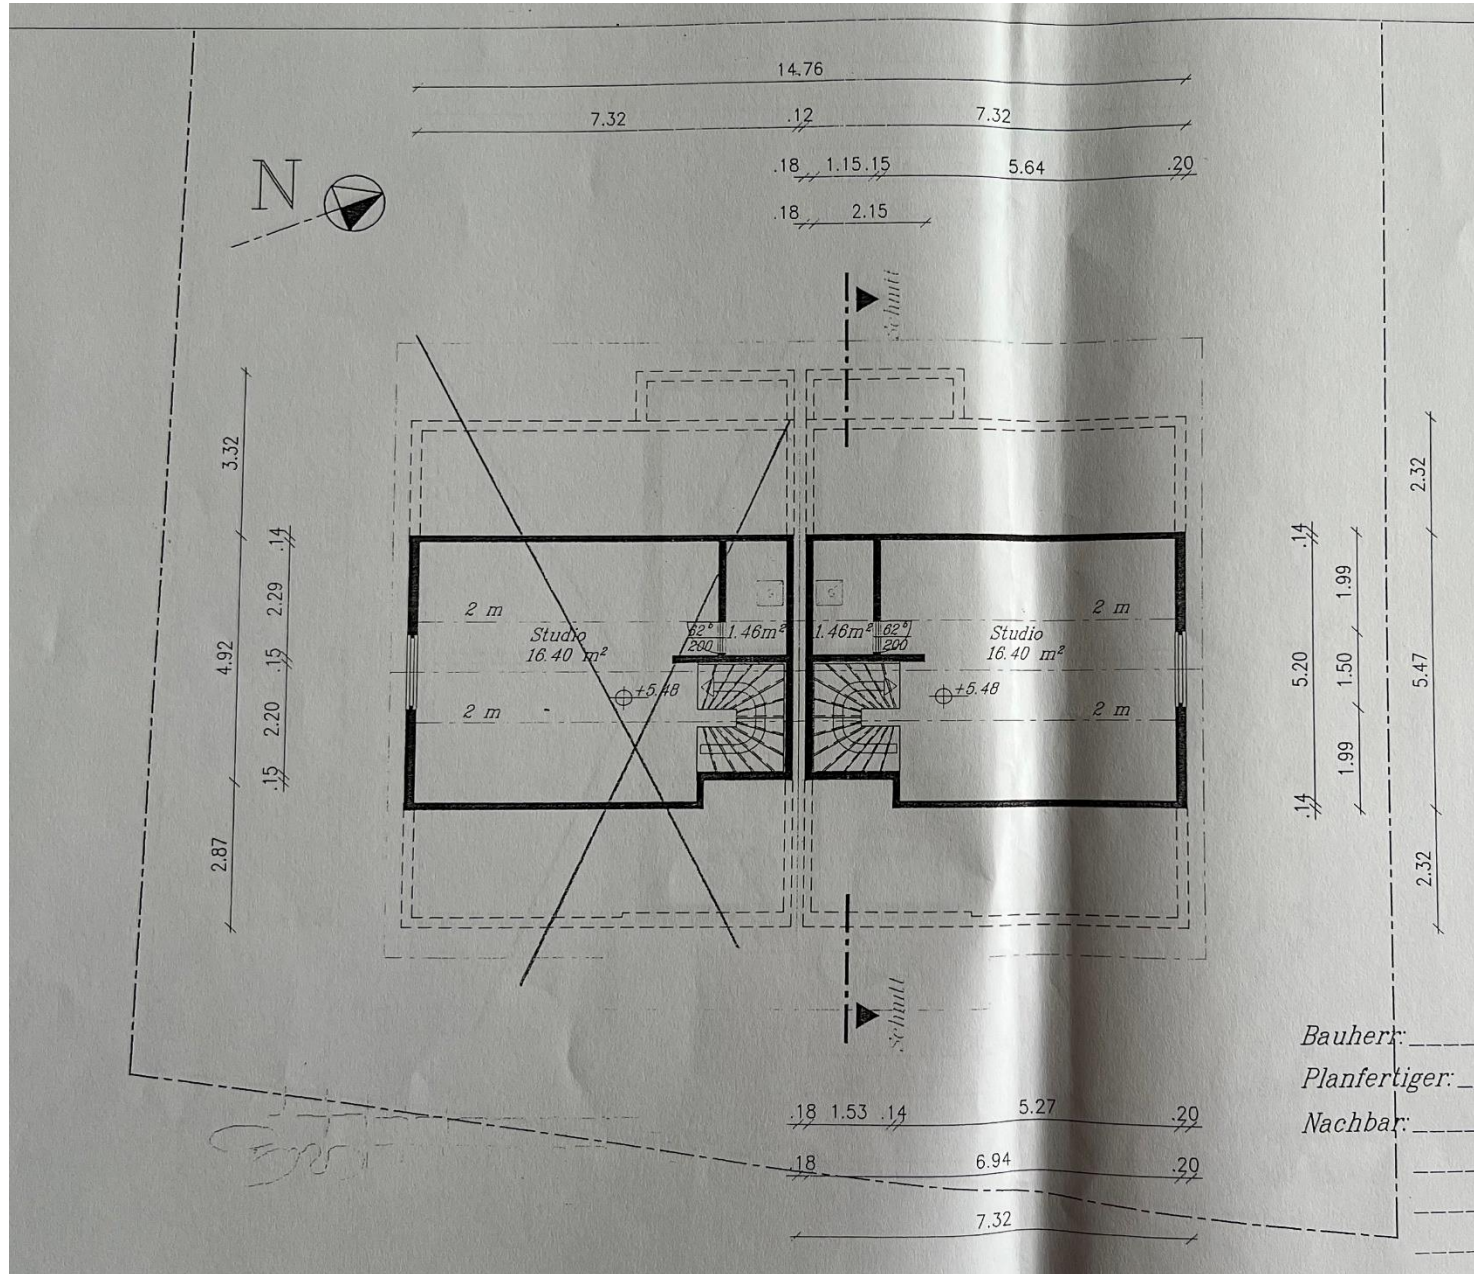 14.76
7.32 .12 7.32
.18 1.15 .15 5.64 .20
.18 2.15
N
Schnitt
3.32
4.92
2.87
.14
2.29
.15
2.20
.15
2 m
Studio
16.40 m²
2 m
62⁶
200
1.46m²
+5.48
1.46m²
62⁶
200
Studio
16.40 m²
2 m
+5.48
2 m
.14
5.20
.14
1.99
1.50
1.99
2.32
5.47
2.32
Schnitt
Bauherr:
Planfertiger:
Nachbar:
.18 1.53 .14 5.27 .20
.18 6.94 .20
7.32